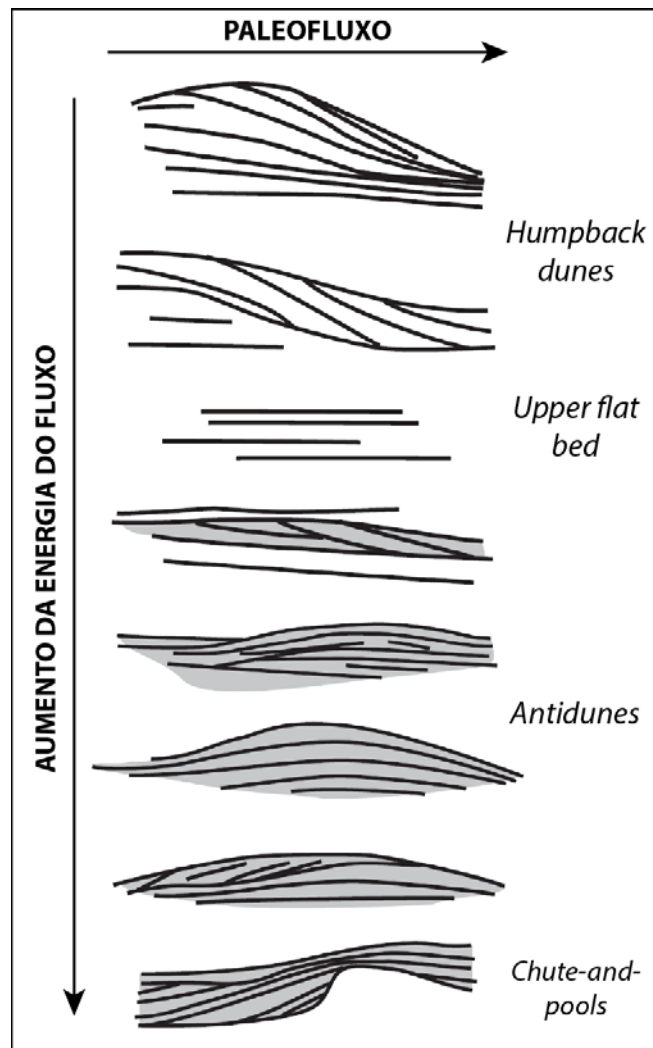 PALEOFLUXO
AUMENTO DA ENERGIA DO FLUXO
Humpback
dunes
Upper flat
bed
Antidunes
Chute-and-
pools